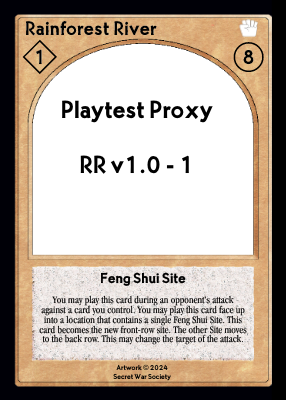 Rainforest River
1
8
Playtest Proxy
RR v1.0 - 1
Feng Shui Site
You may play this card during an opponent's attack
against a card you control. You may play this card face up
into a location that contains a single Feng Shui Site. This
card becomes the new front-row site. The other Site moves
to the back row. This may change the target of the attack.
Artwork © 2024
Secret War Society